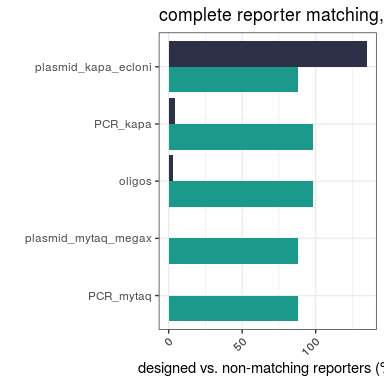 complete reporter matching,
plasmid_kapa_ecloni
PCR_kapa
oligos
plasmid_mytaq_megax
PCR_mytaq
0
50
100
designed vs. non-matching reporters (%